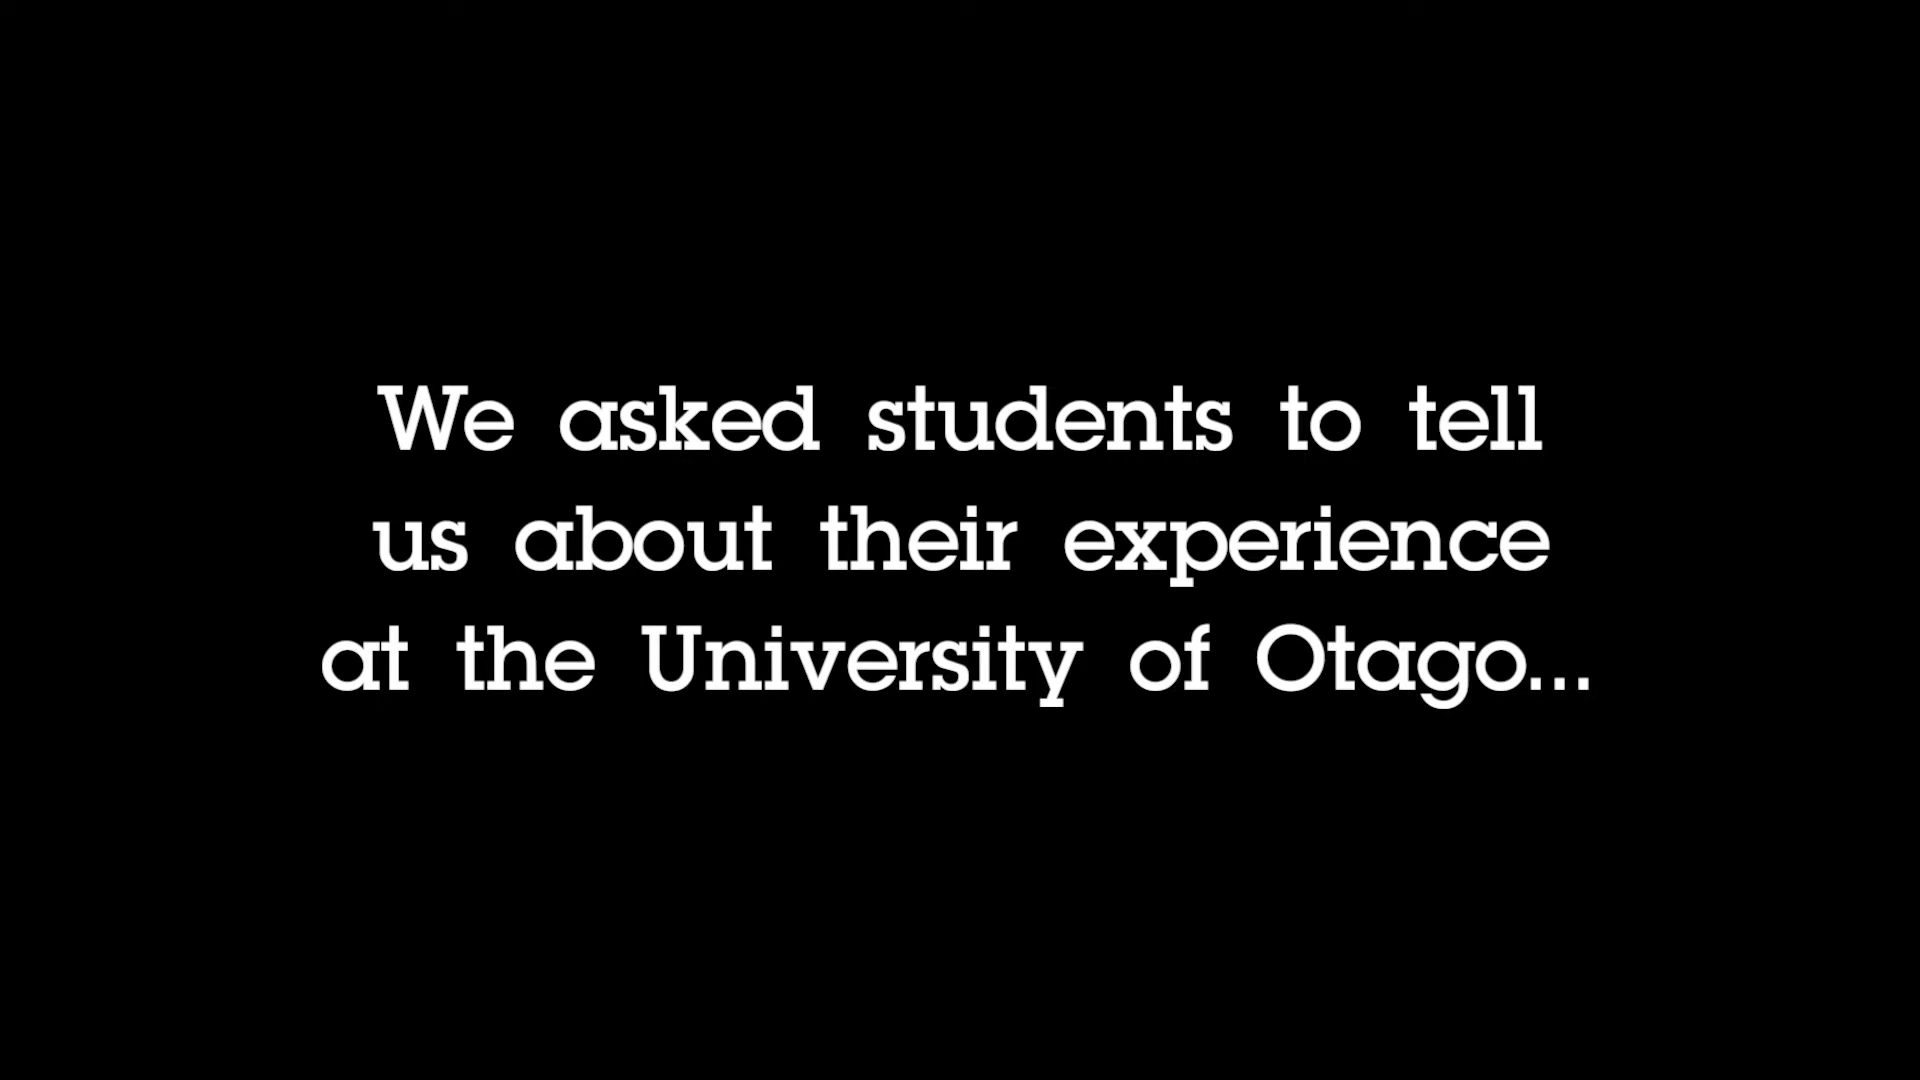 We asked students to tell
us about their experience
at the University of Otago...